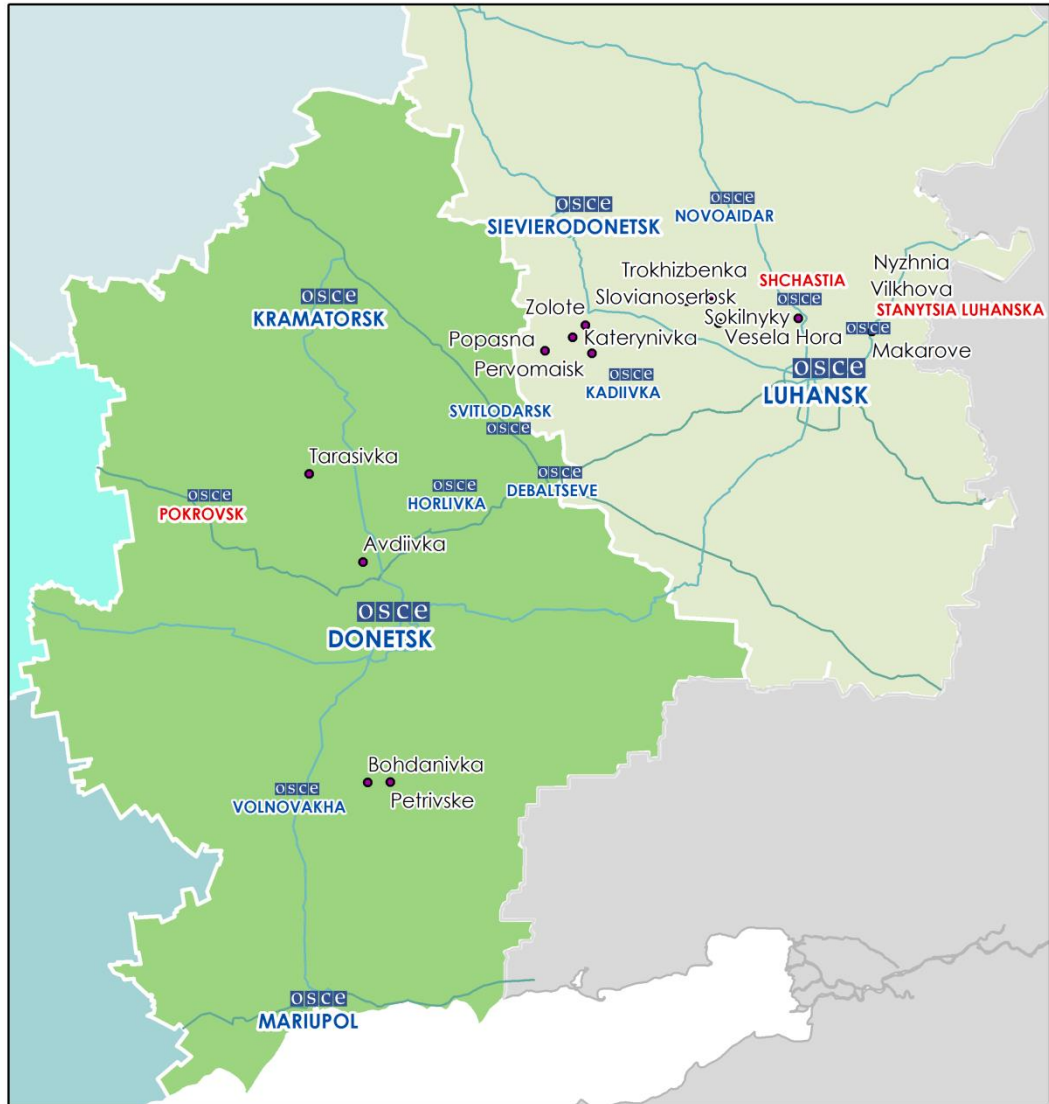 osce
NOVOAIDAR
osce
SIEVIERODONETSK
Nyzhnia
Vilkhova
Trokhizbenka
SHCHASTIA
osce
osce
KRAMATORSK
Zolote
Slovianoserbsk
Sokilnyky
STANYTSIA LUHANSKA
osce
Popasna
Katerynivka
Vesela Hora
Makarove
Pervomaisk
osce
KADIIVKA
osce
LUHANSK
SVITLODARSK
osce
Tarasivka
osce
POKROVSK
osce
HORLIVKA
osce
DEBALTSEVE
Avdiivka
osce
DONETSK
Bohdanivka
Petrivske
osce
VOLNOVAKHA
osce
MARIUPOL